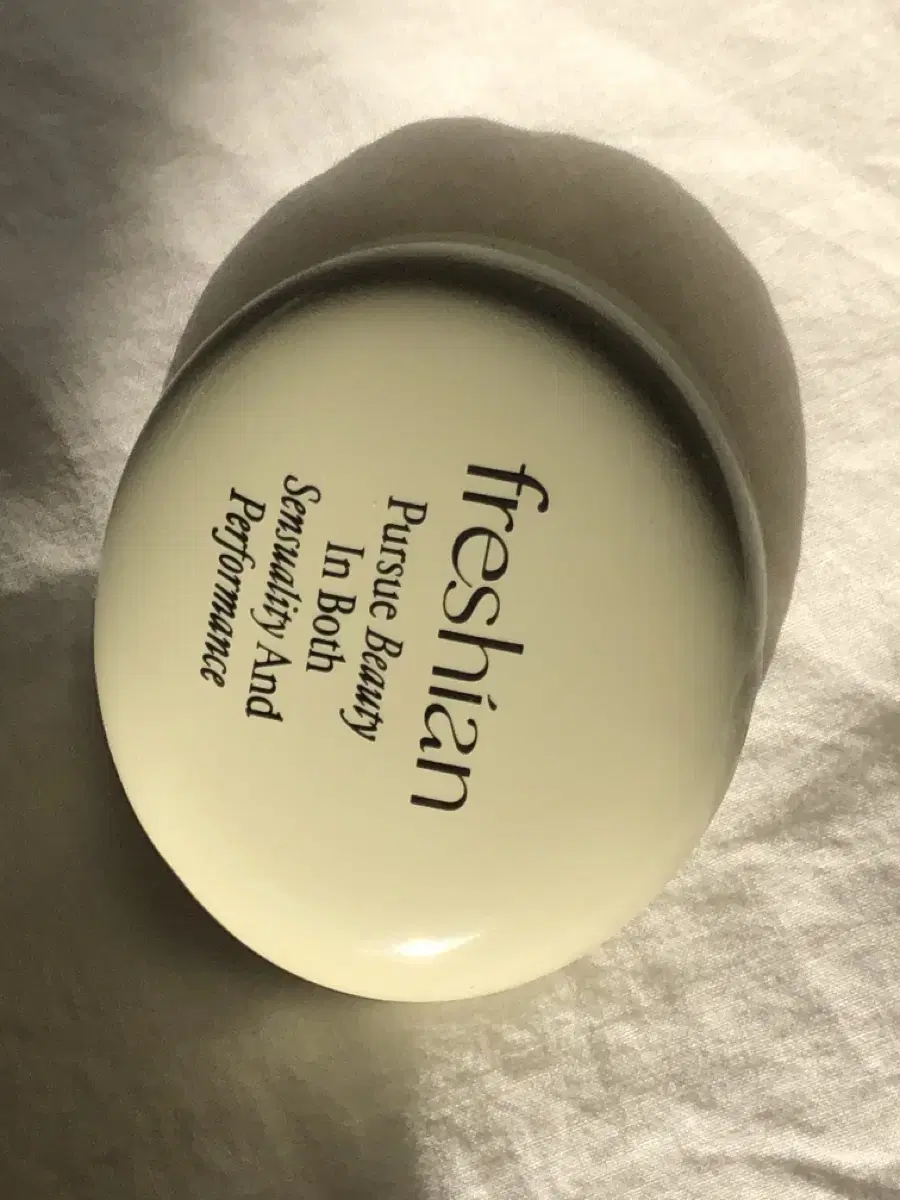 freshian
Pursue Beauty
In Both
Sensuality And
Performance